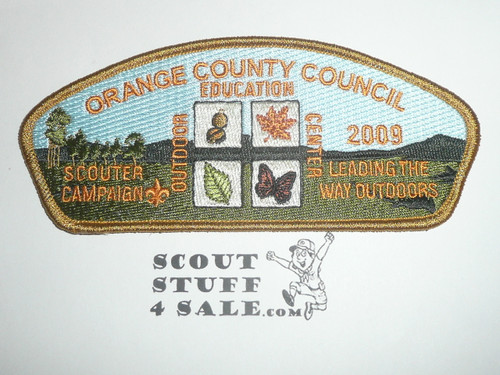 ORANGE COUNTY COUNCIL
EDUCATION
OUTDOOR
CENTER
2009
SCOUTER
CAMPAIGN
LEADING THE
WAY OUTDOORS
SCOUT
STUFF
4 SALE.com